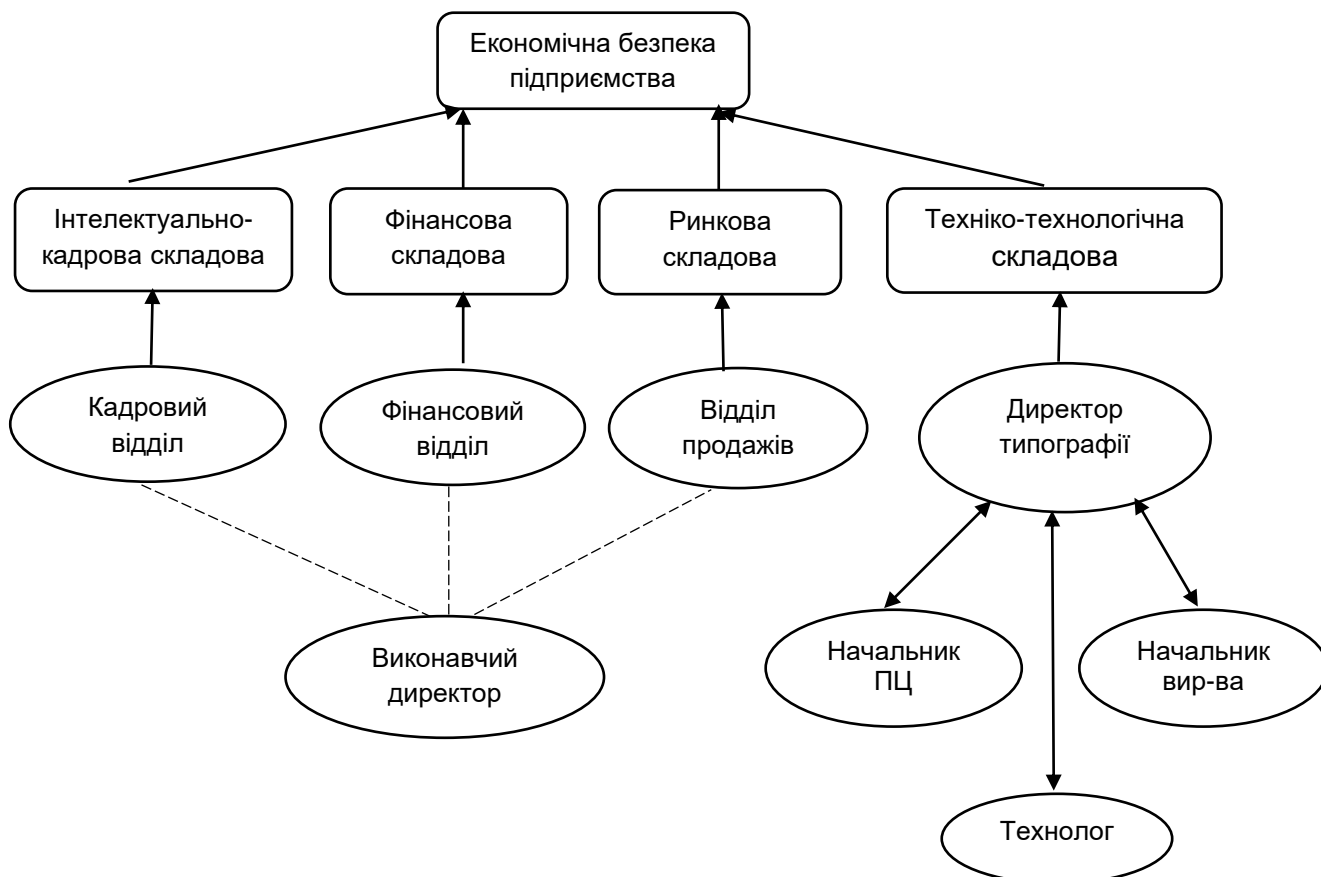 Економічна безпека
підприємства
Інтелектуально-
кадрова складова
Фінансова
складова
Ринкова
складова
Техніко-технологічна
складова
Кадровий
відділ
Фінансовий
відділ
Відділ
продажів
Директор
типографії
Виконавчий
директор
Начальник
ПЦ
Начальник
вир-ва
Технолог